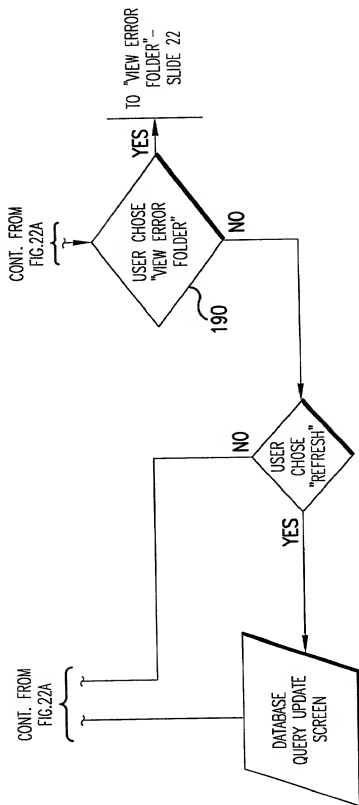 CONT. FROM
FIG.22A
USER CHOSE
"VIEW ERROR
FOLDER"
YES
TO "VIEW ERROR
FOLDER"-
SLIDE 22
190
NO
USER
CHOSE
"REFRESH"
NO
YES
CONT. FROM
FIG.22A
DATABASE
QUERY UPDATE
SCREEN